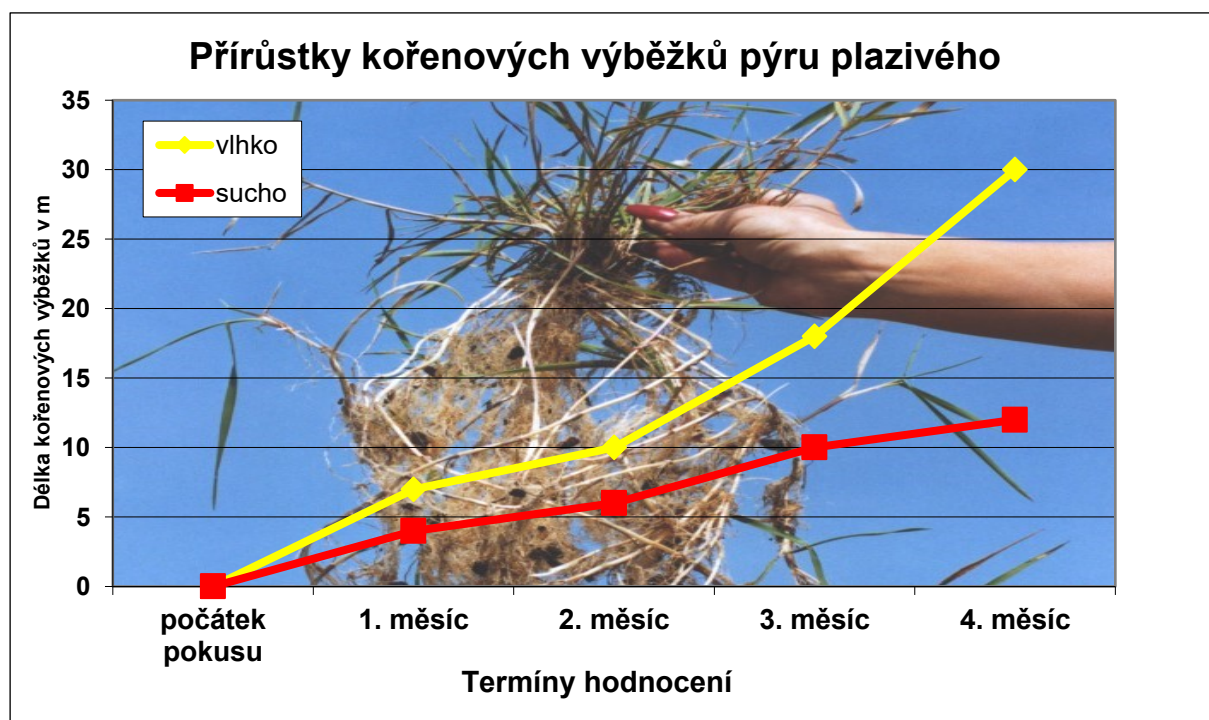 Přírůstky kořenových výběžků pýru plazivého
Délka kořenových výběžků v m
35
30
25
20
15
10
5
0
vlhko
sucho
počátek
pokusu
1. měsíc
2. měsíc
3. měsíc
4. měsíc
Termíny hodnocení